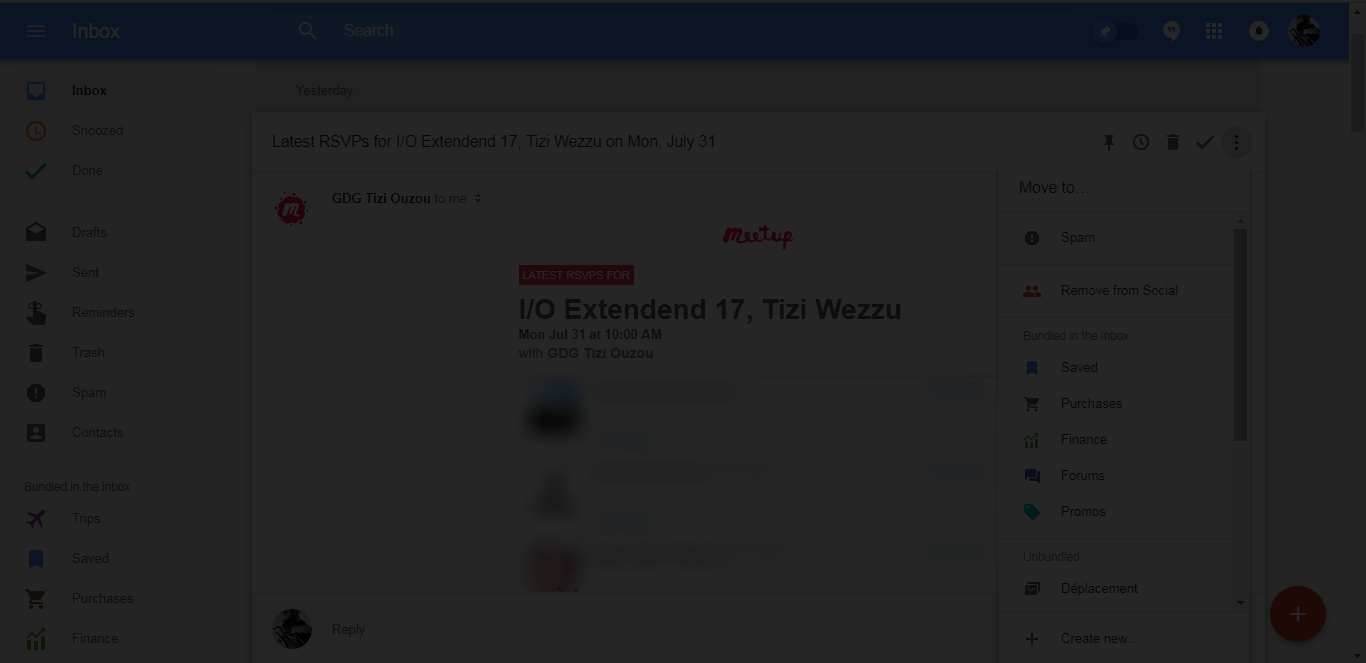 Inbox
Search
Inbox
Snoozed
Done
Drafts
Sent
Reminders
Trash
Spam
Contacts
Bundled in the inbox
Trips
Saved
Purchases
Finance
Yesterday
Latest RSVPs for I/O Extendend 17, Tizi Wezzu on Mon, July 31
GDG Tizi Ouzou to me
meetup
LATEST RSVPS FOR
I/O Extendend 17, Tizi Wezzu
Mon Jul 31 at 10:00 AM
with GDG Tizi Ouzou
Reply
Move to…
Spam
Remove from Social
Bundled in the inbox
Saved
Purchases
Finance
Forums
Promos
Unbundled
Déplacement
Create new...